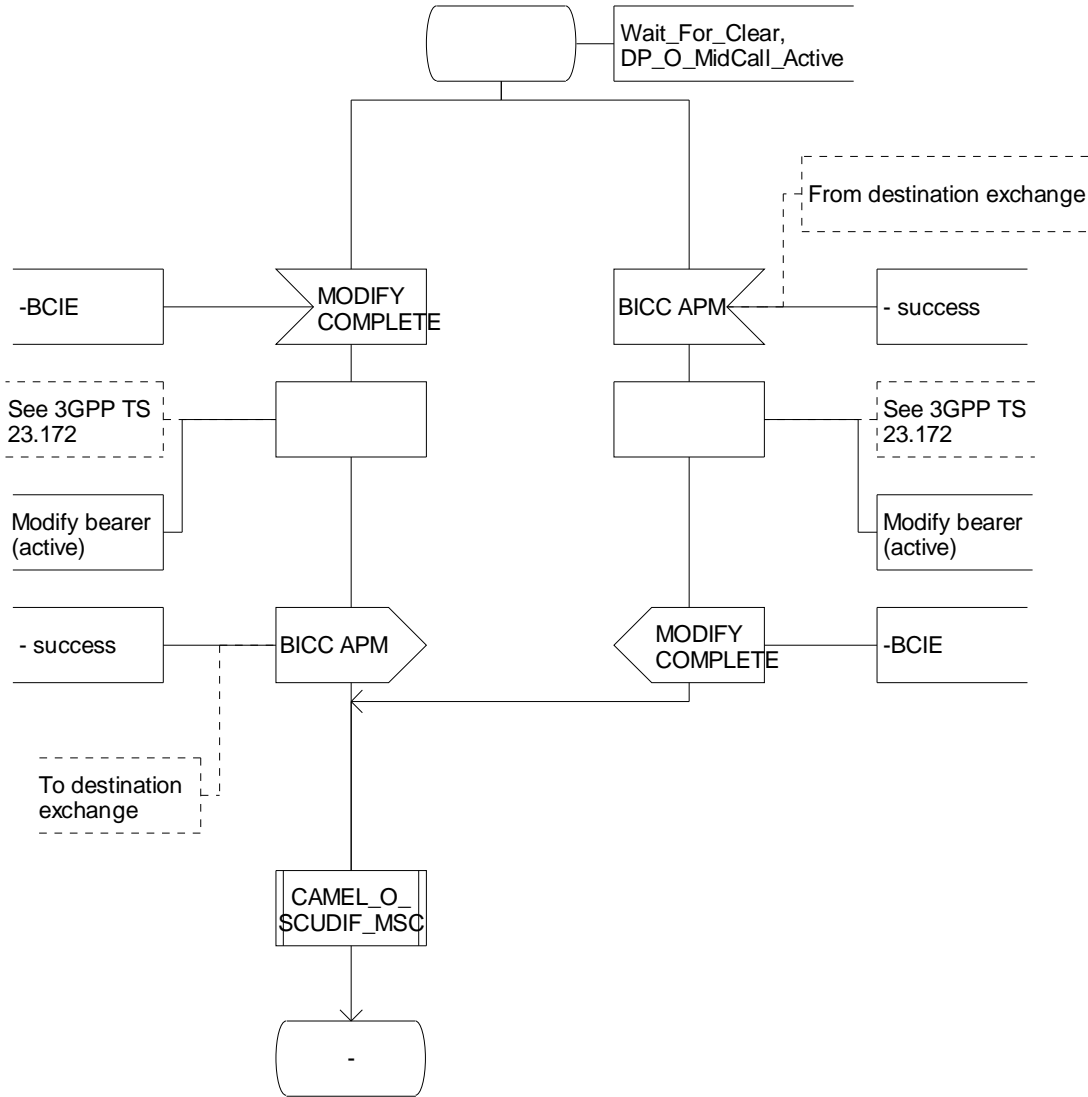 Wait_For_Clear,
DP_O_MidCall_Active
From destination exchange
-BCIE
MODIFY
COMPLETE
BICC APM
- success
See 3GPP TS
23.172
See 3GPP TS
23.172
Modify bearer
(active)
Modify bearer
(active)
- success
BICC APM
MODIFY
COMPLETE
-BCIE
To destination
exchange
CAMEL_O_
SCUDIF_MSC
-